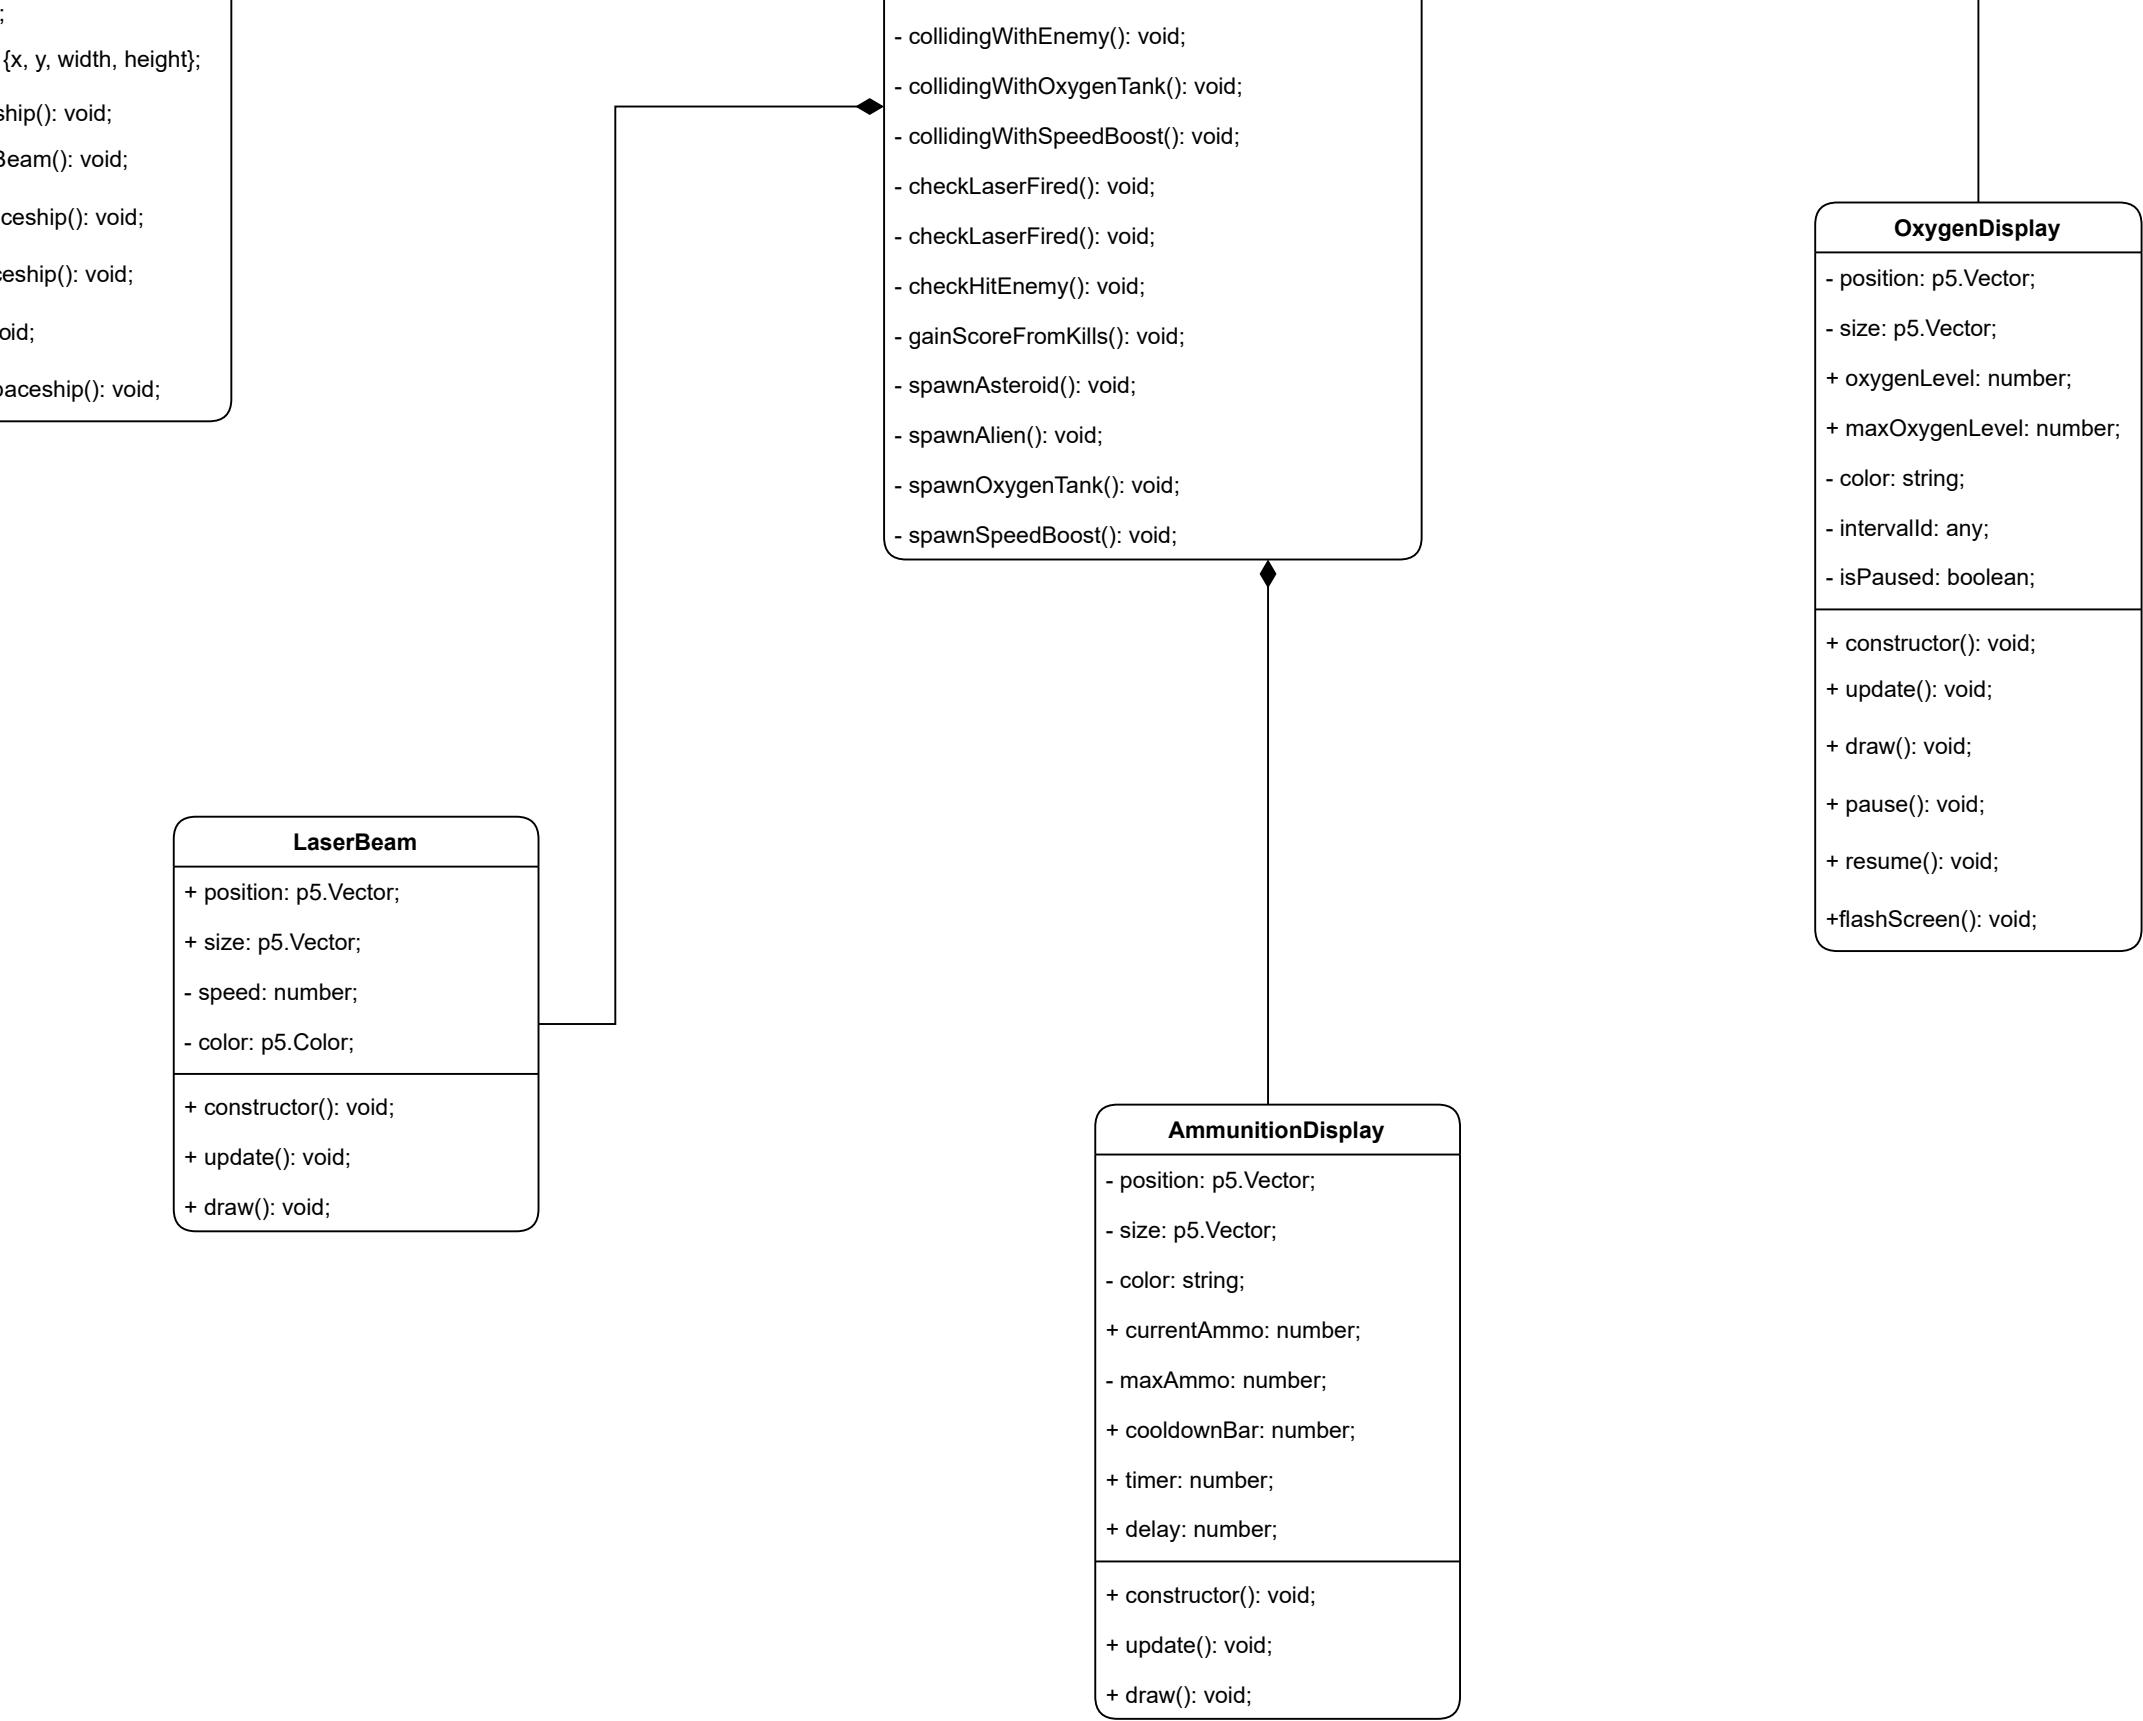 ;
{x, y, width, height};
ship(): void;
Beam(): void;
ceship(): void;
ceship(): void;
oid;
paceship(): void;
- collidingWithEnemy(): void;
- collidingWithOxygenTank(): void;
- collidingWithSpeedBoost(): void;
- checkLaserFired(): void;
- checkLaserFired(): void;
- checkHitEnemy(): void;
- gainScoreFromKills(): void;
- spawnAsteroid(): void;
- spawnAlien(): void;
- spawnOxygenTank(): void;
- spawnSpeedBoost(): void;
OxygenDisplay
- position: p5.Vector;
- size: p5.Vector;
+ oxygenLevel: number;
+ maxOxygenLevel: number;
- color: string;
- intervalId: any;
- isPaused: boolean;
+ constructor(): void;
+ update(): void;
+ draw(): void;
+ pause(): void;
+ resume(): void;
+flashScreen(): void;
LaserBeam
+ position: p5.Vector;
+ size: p5.Vector;
- speed: number;
- color: p5.Color;
+ constructor(): void;
+ update(): void;
+ draw(): void;
AmmunitionDisplay
- position: p5.Vector;
- size: p5.Vector;
- color: string;
+ currentAmmo: number;
- maxAmmo: number;
+ cooldownBar: number;
+ timer: number;
+ delay: number;
+ constructor(): void;
+ update(): void;
+ draw(): void;